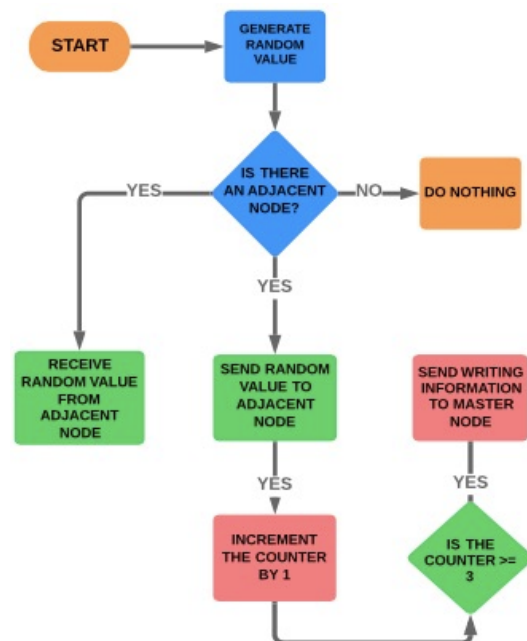 START
GENERATE
RANDOM
VALUE
IS THERE
AN ADJACENT
NODE?
YES
NO
DO NOTHING
YES
RECEIVE
RANDOM VALUE
FROM
ADJACENT
NODE
SEND RANDOM
VALUE TO
ADJACENT
NODE
SEND WRITING
INFORMATION
TO MASTER
NODE
YES
YES
INCREMENT
THE COUNTER
BY 1
IS THE
COUNTER >=
3